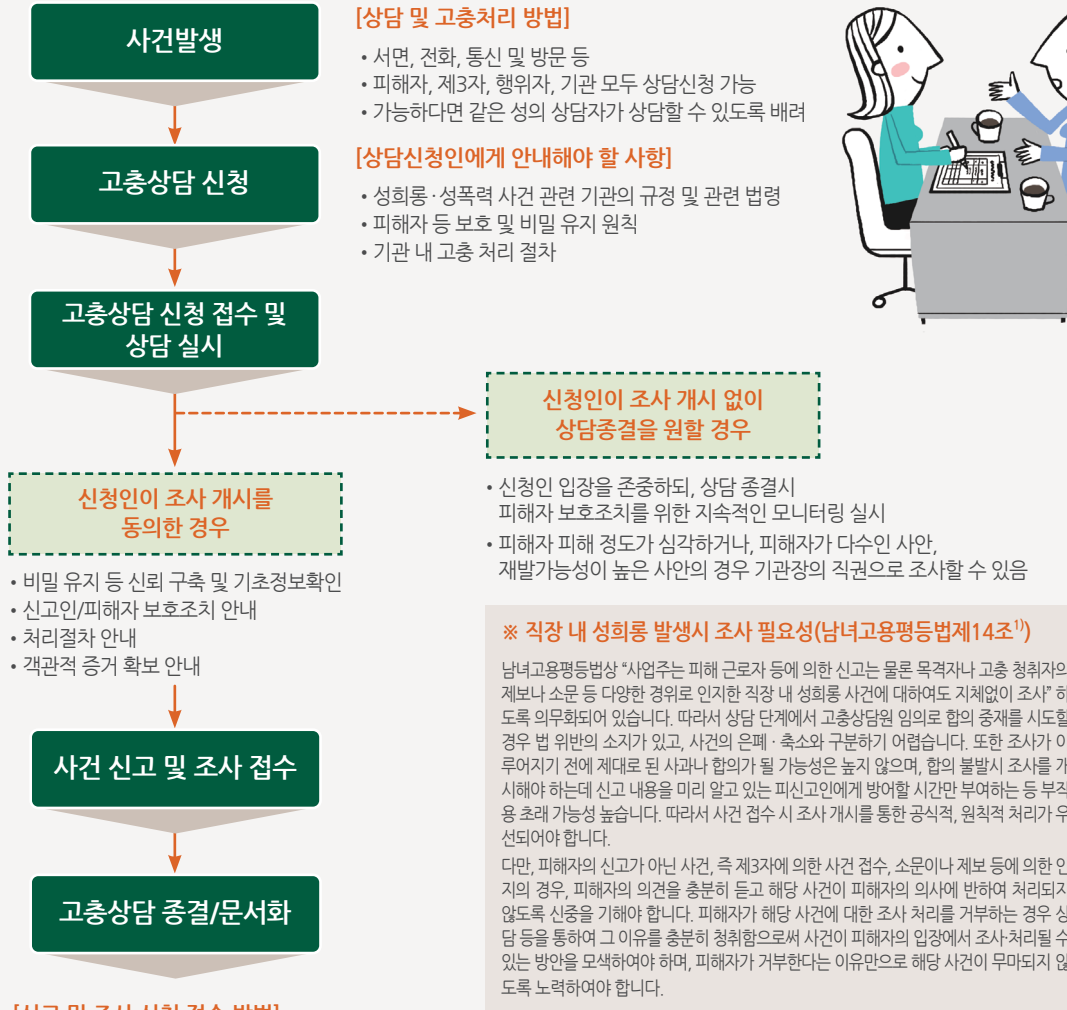 사건발생
[상담 및 고충처리 방법]
• 서면, 전화, 통신 및 방문 등
• 피해자, 제3자, 행위자, 기관 모두 상담신청 가능
• 가능하다면 같은 성의 상담자가 상담할 수 있도록 배려
고충상담 신청
[상담신청인에게 안내해야 할 사항]
• 성희롱·성폭력 사건 관련 기관의 규정 및 관련 법령
• 피해자 등 보호 및 비밀 유지 원칙
• 기관 내 고충 처리 절차
고충상담 신청 접수 및
상담 실시
신청인이 조사 개시 없이
상담종결을 원할 경우
• 신청인 입장을 존중하되, 상담 종결시
피해자 보호조치를 위한 지속적인 모니터링 실시
• 피해자 피해 정도가 심각하거나, 피해자가 다수인 사안,
재발가능성이 높은 사안의 경우 기관장의 직권으로 조사할 수 있음
신청인이 조사 개시를
동의한 경우
• 비밀 유지 등 신뢰 구축 및 기초정보확인
• 신고인/피해자 보호조치 안내
• 처리절차 안내
• 객관적 증거 확보 안내
※ 직장 내 성희롱 발생시 조사 필요성(남녀고용평등법제14조1))
남녀고용평등법상 “사업주는 피해 근로자 등에 의한 신고는 물론 목격자나 고충 청취자의
제보나 소문 등 다양한 경위로 인지한 직장 내 성희롱 사건에 대하여도 지체없이 조사” 하
도록 의무화되어 있습니다. 따라서 상담 단계에서 고충상담원 임의로 합의 중재를 시도할
경우 법 위반의 소지가 있고, 사건의 은폐·축소와 구분하기 어렵습니다. 또한 조사가 이
루어지기 전에 제대로 된 사과나 합의가 될 가능성은 높지 않으며, 합의 불발시 조사를 개
시해야 하는데 신고 내용을 미리 알고 있는 피신고인에게 방어할 시간만 부여하는 등 부작
용 초래 가능성 높습니다. 따라서 사건 접수 시 조사 개시를 통한 공식적, 원칙적 처리가 우
선되어야 합니다.
다만, 피해자의 신고가 아닌 사건, 즉 제3자에 의한 사건 접수, 소문이나 제보 등에 의한 인
지의 경우, 피해자의 의견을 충분히 듣고 해당 사건이 피해자의 의사에 반하여 처리되지
않도록 신중을 기해야 합니다. 피해자가 해당 사건에 대한 조사 처리를 거부하는 경우 상
담 등을 통하여 그 이유를 충분히 청취함으로써 사건이 피해자의 입장에서 조사·처리될 수
있는 방안을 모색하여야 하며, 피해자가 거부한다는 이유만으로 해당 사건이 무마되지 않
도록 노력하여야 합니다.
사건 신고 및 조사 접수
고충상담 종결/문서화